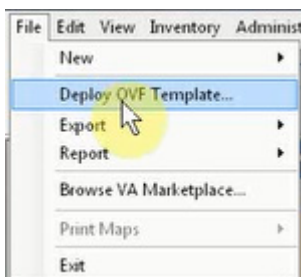 File Edit View Inventory Administ
New
Deploy OVF Template...
Export
Report
Browse VA Marketplace...
Print Maps
Exit